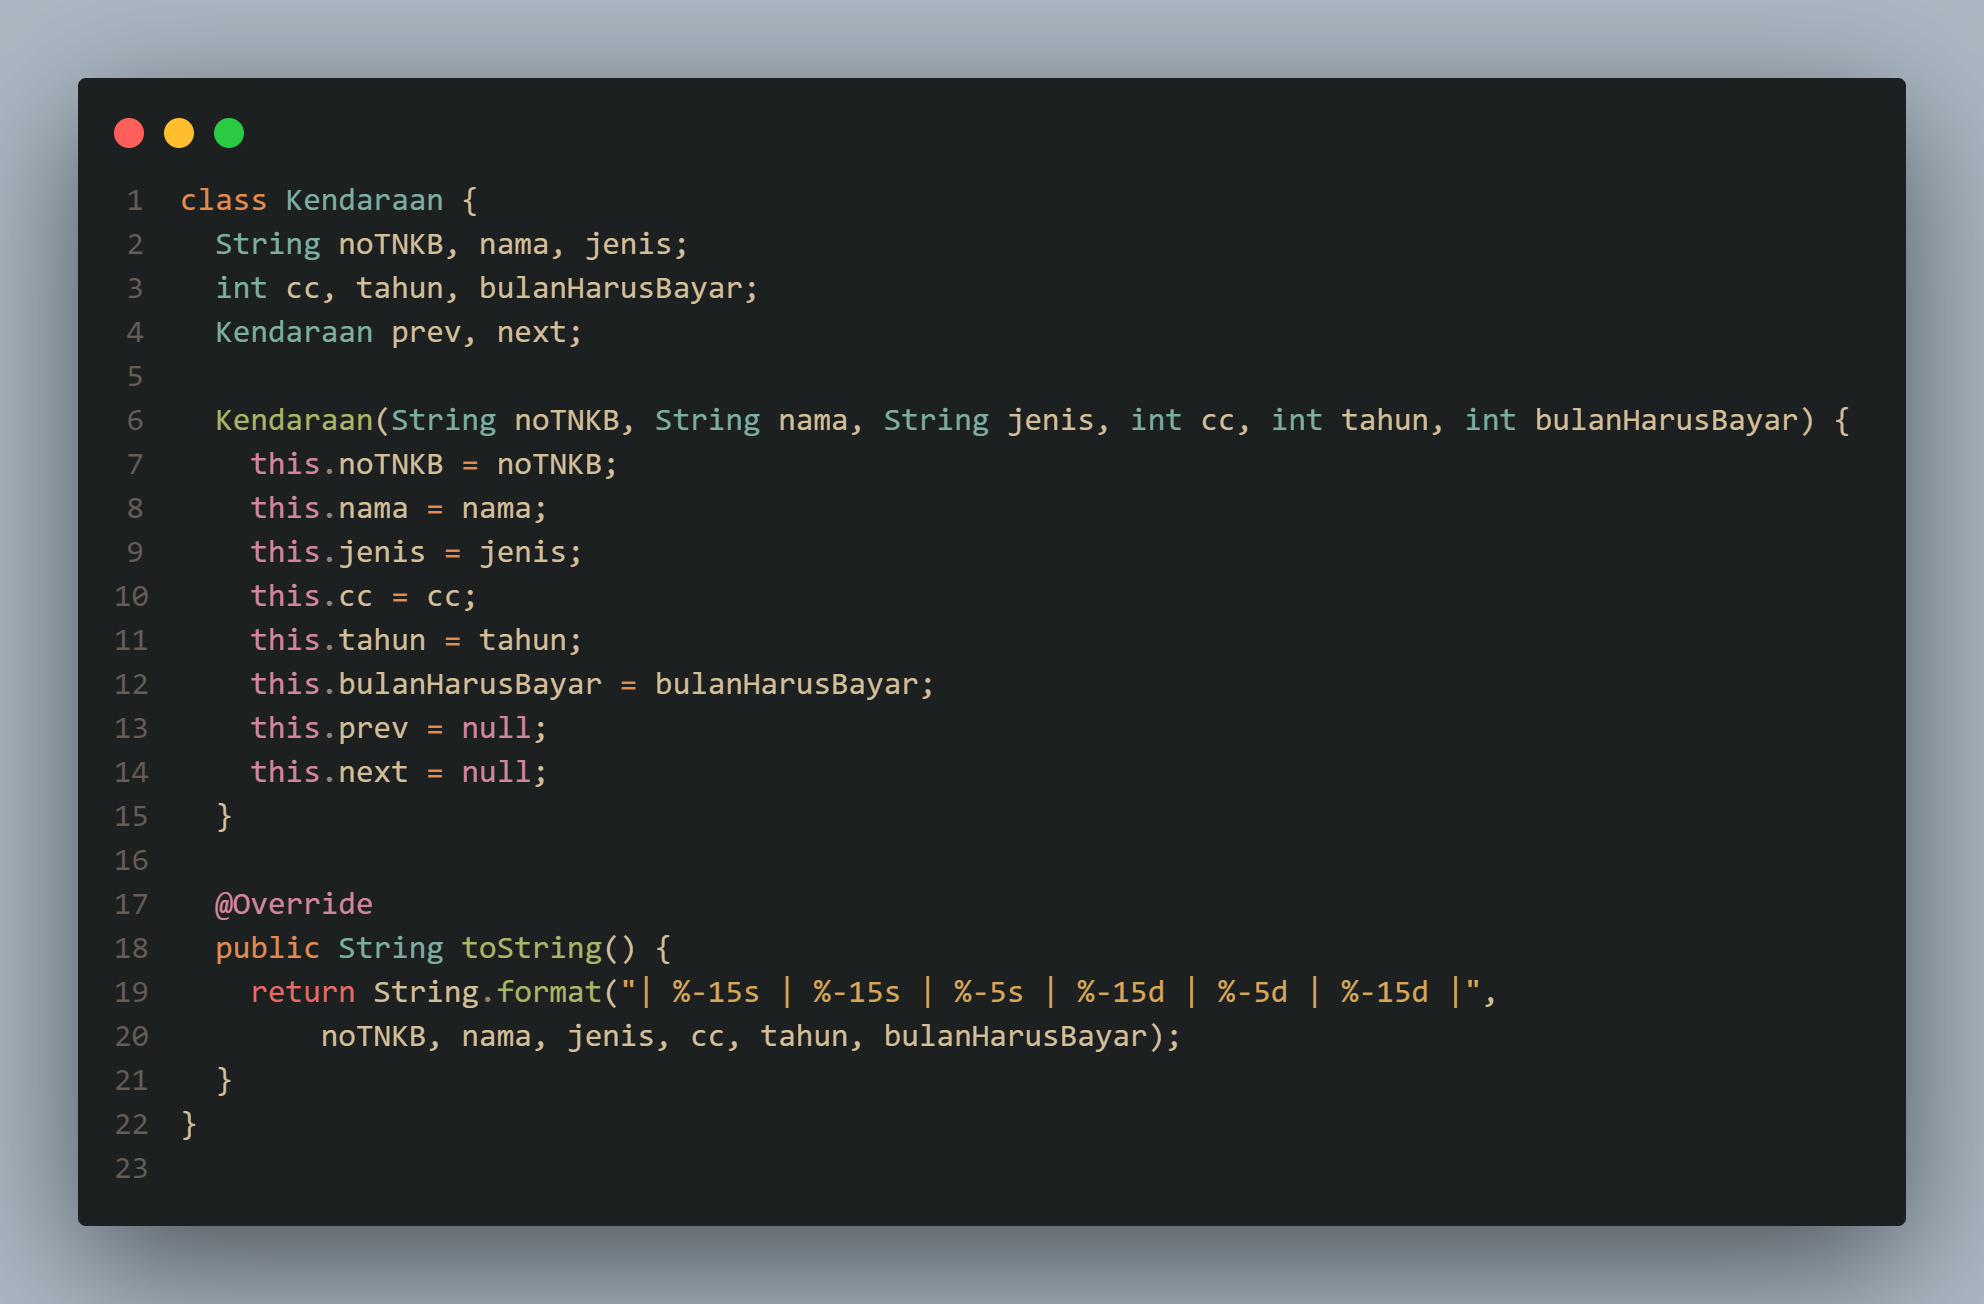 1 class Kendaraan {
2   String noTNKB, nama, jenis;
3   int cc, tahun, bulanHarusBayar;
4   Kendaraan prev, next;
5
6   Kendaraan(String noTNKB, String nama, String jenis, int cc, int tahun, int bulanHarusBayar) {
7     this.noTNKB = noTNKB;
8     this.nama = nama;
9     this.jenis = jenis;
10     this.cc = cc;
11     this.tahun = tahun;
12     this.bulanHarusBayar = bulanHarusBayar;
13     this.prev = null;
14     this.next = null;
15   }
16
17   @Override
18   public String toString() {
19     return String.format("| %-15s | %-15s | %-5s | %-15d | %-5d | %-15d |",
20         noTNKB, nama, jenis, cc, tahun, bulanHarusBayar);
21   }
22 }
23